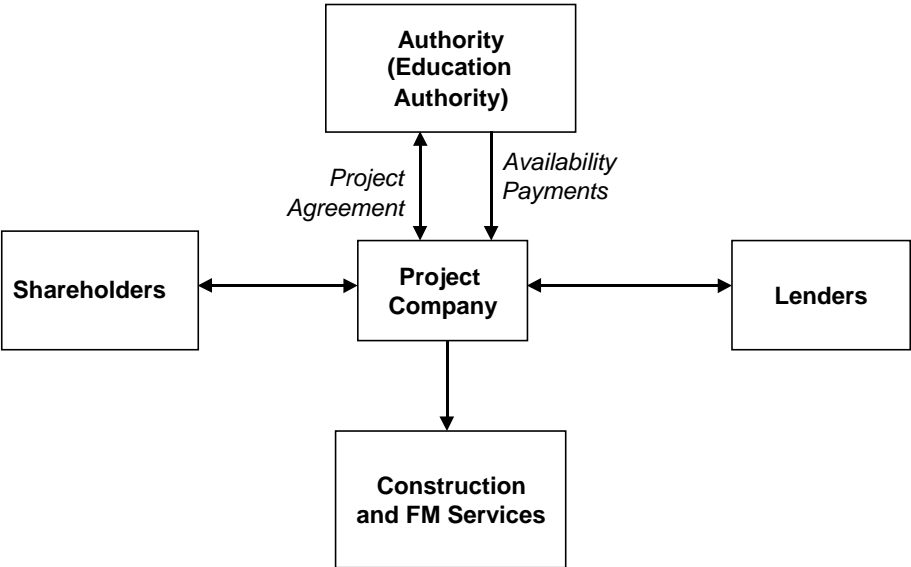 Authority
(Education
Authority)
Project
Agreement
Availability
Payments
Shareholders
Project
Company
Lenders
Construction
and FM Services